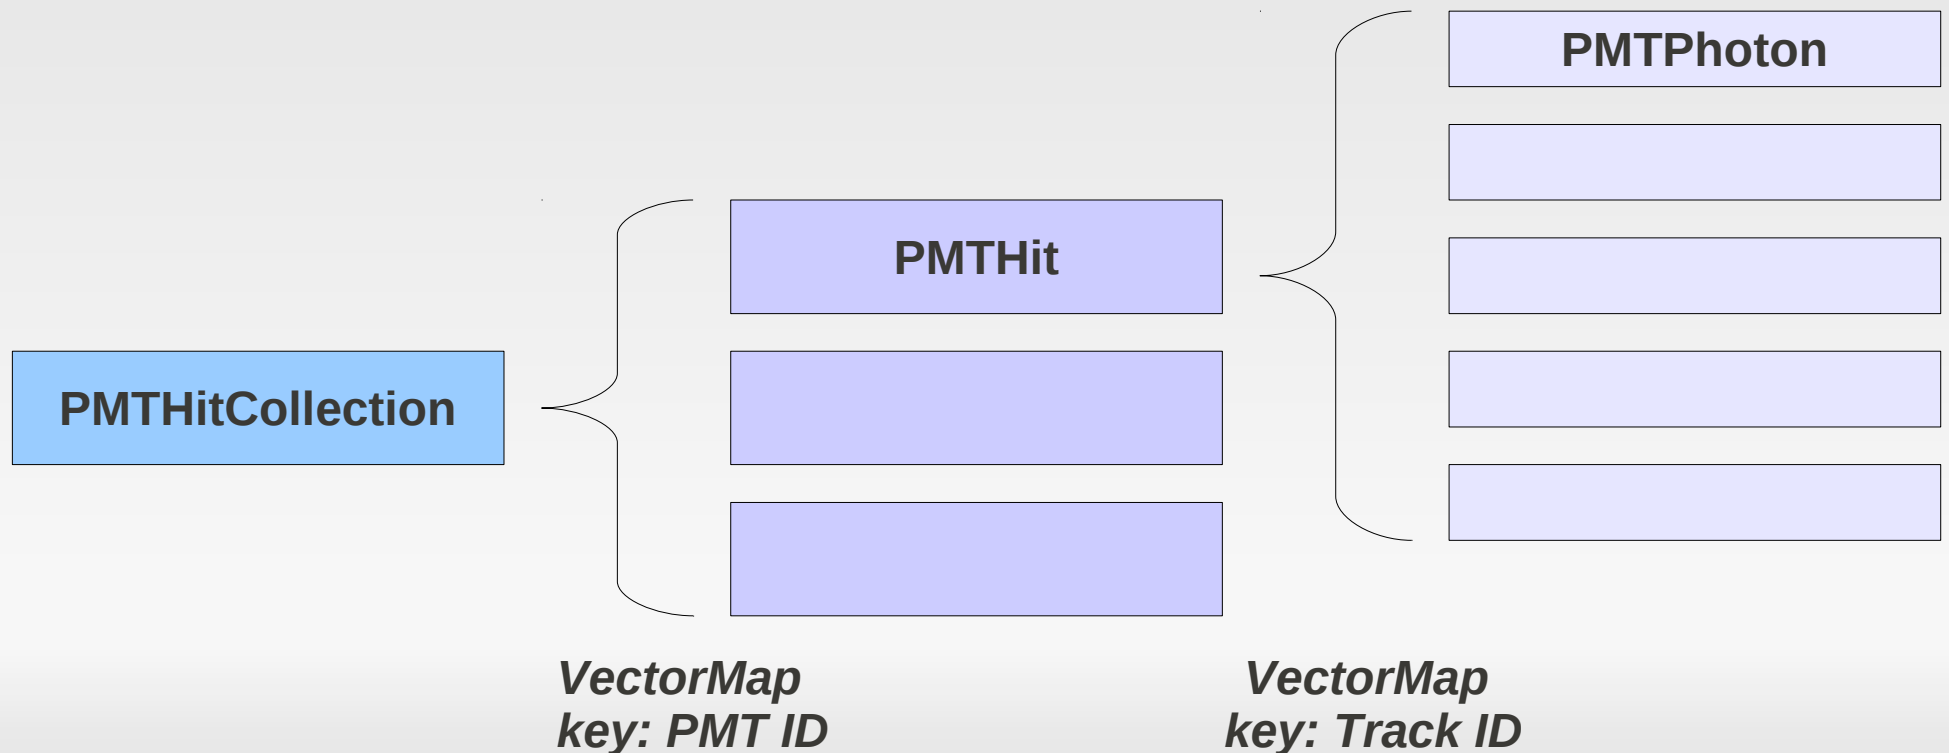 PMTPhoton
PMTHit
PMTHitCollection
VectorMap
key: PMT ID
VectorMap
key: Track ID